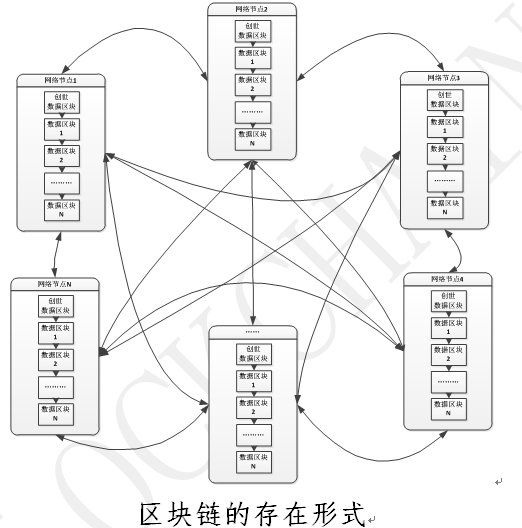 网络节点2
创世
数据区块
数据区块
1
数据区块
2
………
数据区块
N
网络节点1
创世
数据区块
数据区块
1
数据区块
2
………
数据区块
N
网络节点3
创世
数据区块
数据区块
1
数据区块
2
………
数据区块
N
网络节点N
创世
数据区块
数据区块
1
数据区块
2
………
数据区块
N
……
创世
数据区块
数据区块
1
数据区块
2
………
数据区块
N
网络节点4
创世
数据区块
数据区块
1
数据区块
2
………
数据区块
N
区块链的存在形式